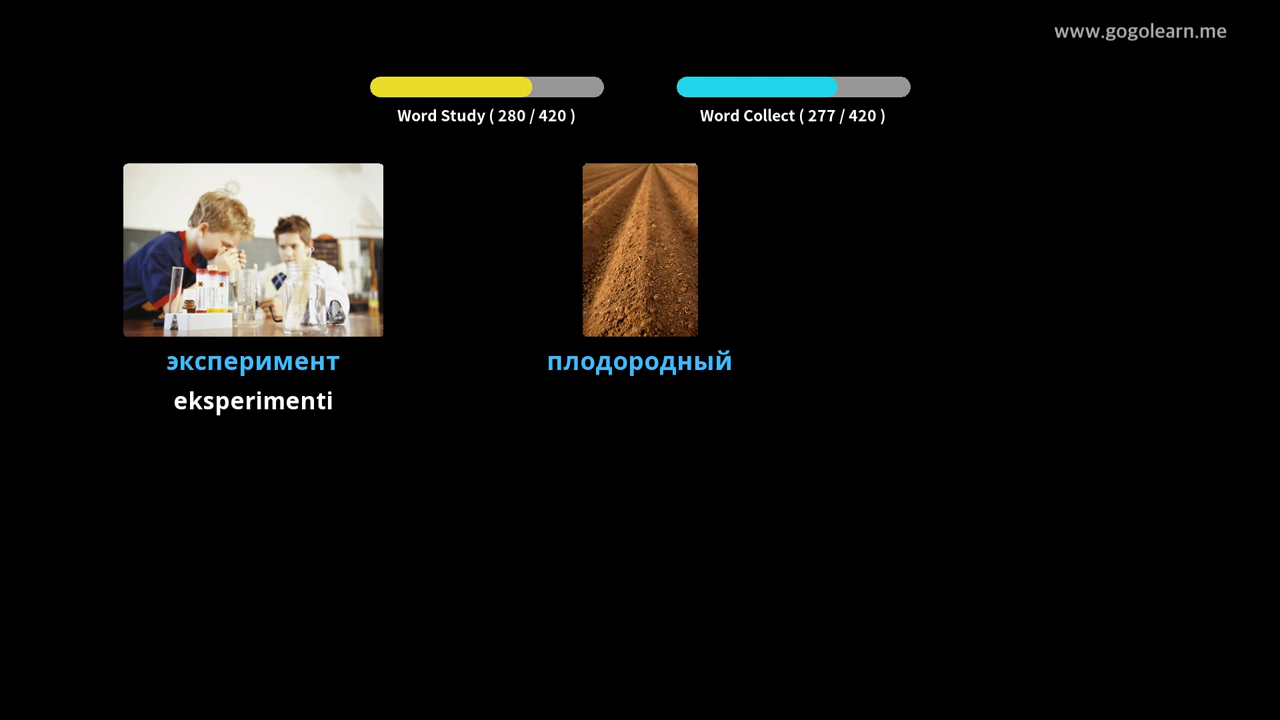 www.gogolearn.me
Word Study ( 280 / 420 )
Word Collect ( 277 / 420 )
эксперимент
плодородный
eksperimenti